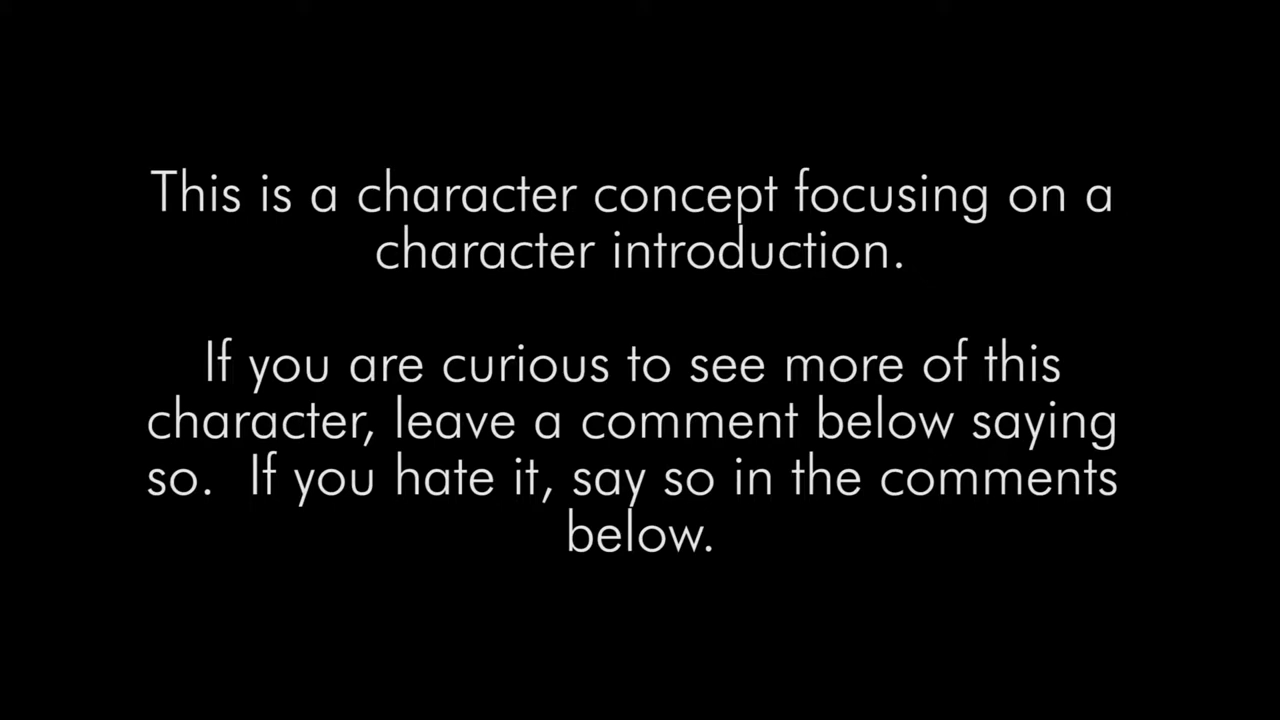 This is a character concept focusing on a
character introduction.
If you are curious to see more of this
character, leave a comment below saying
so.  If you hate it, say so in the comments
below.